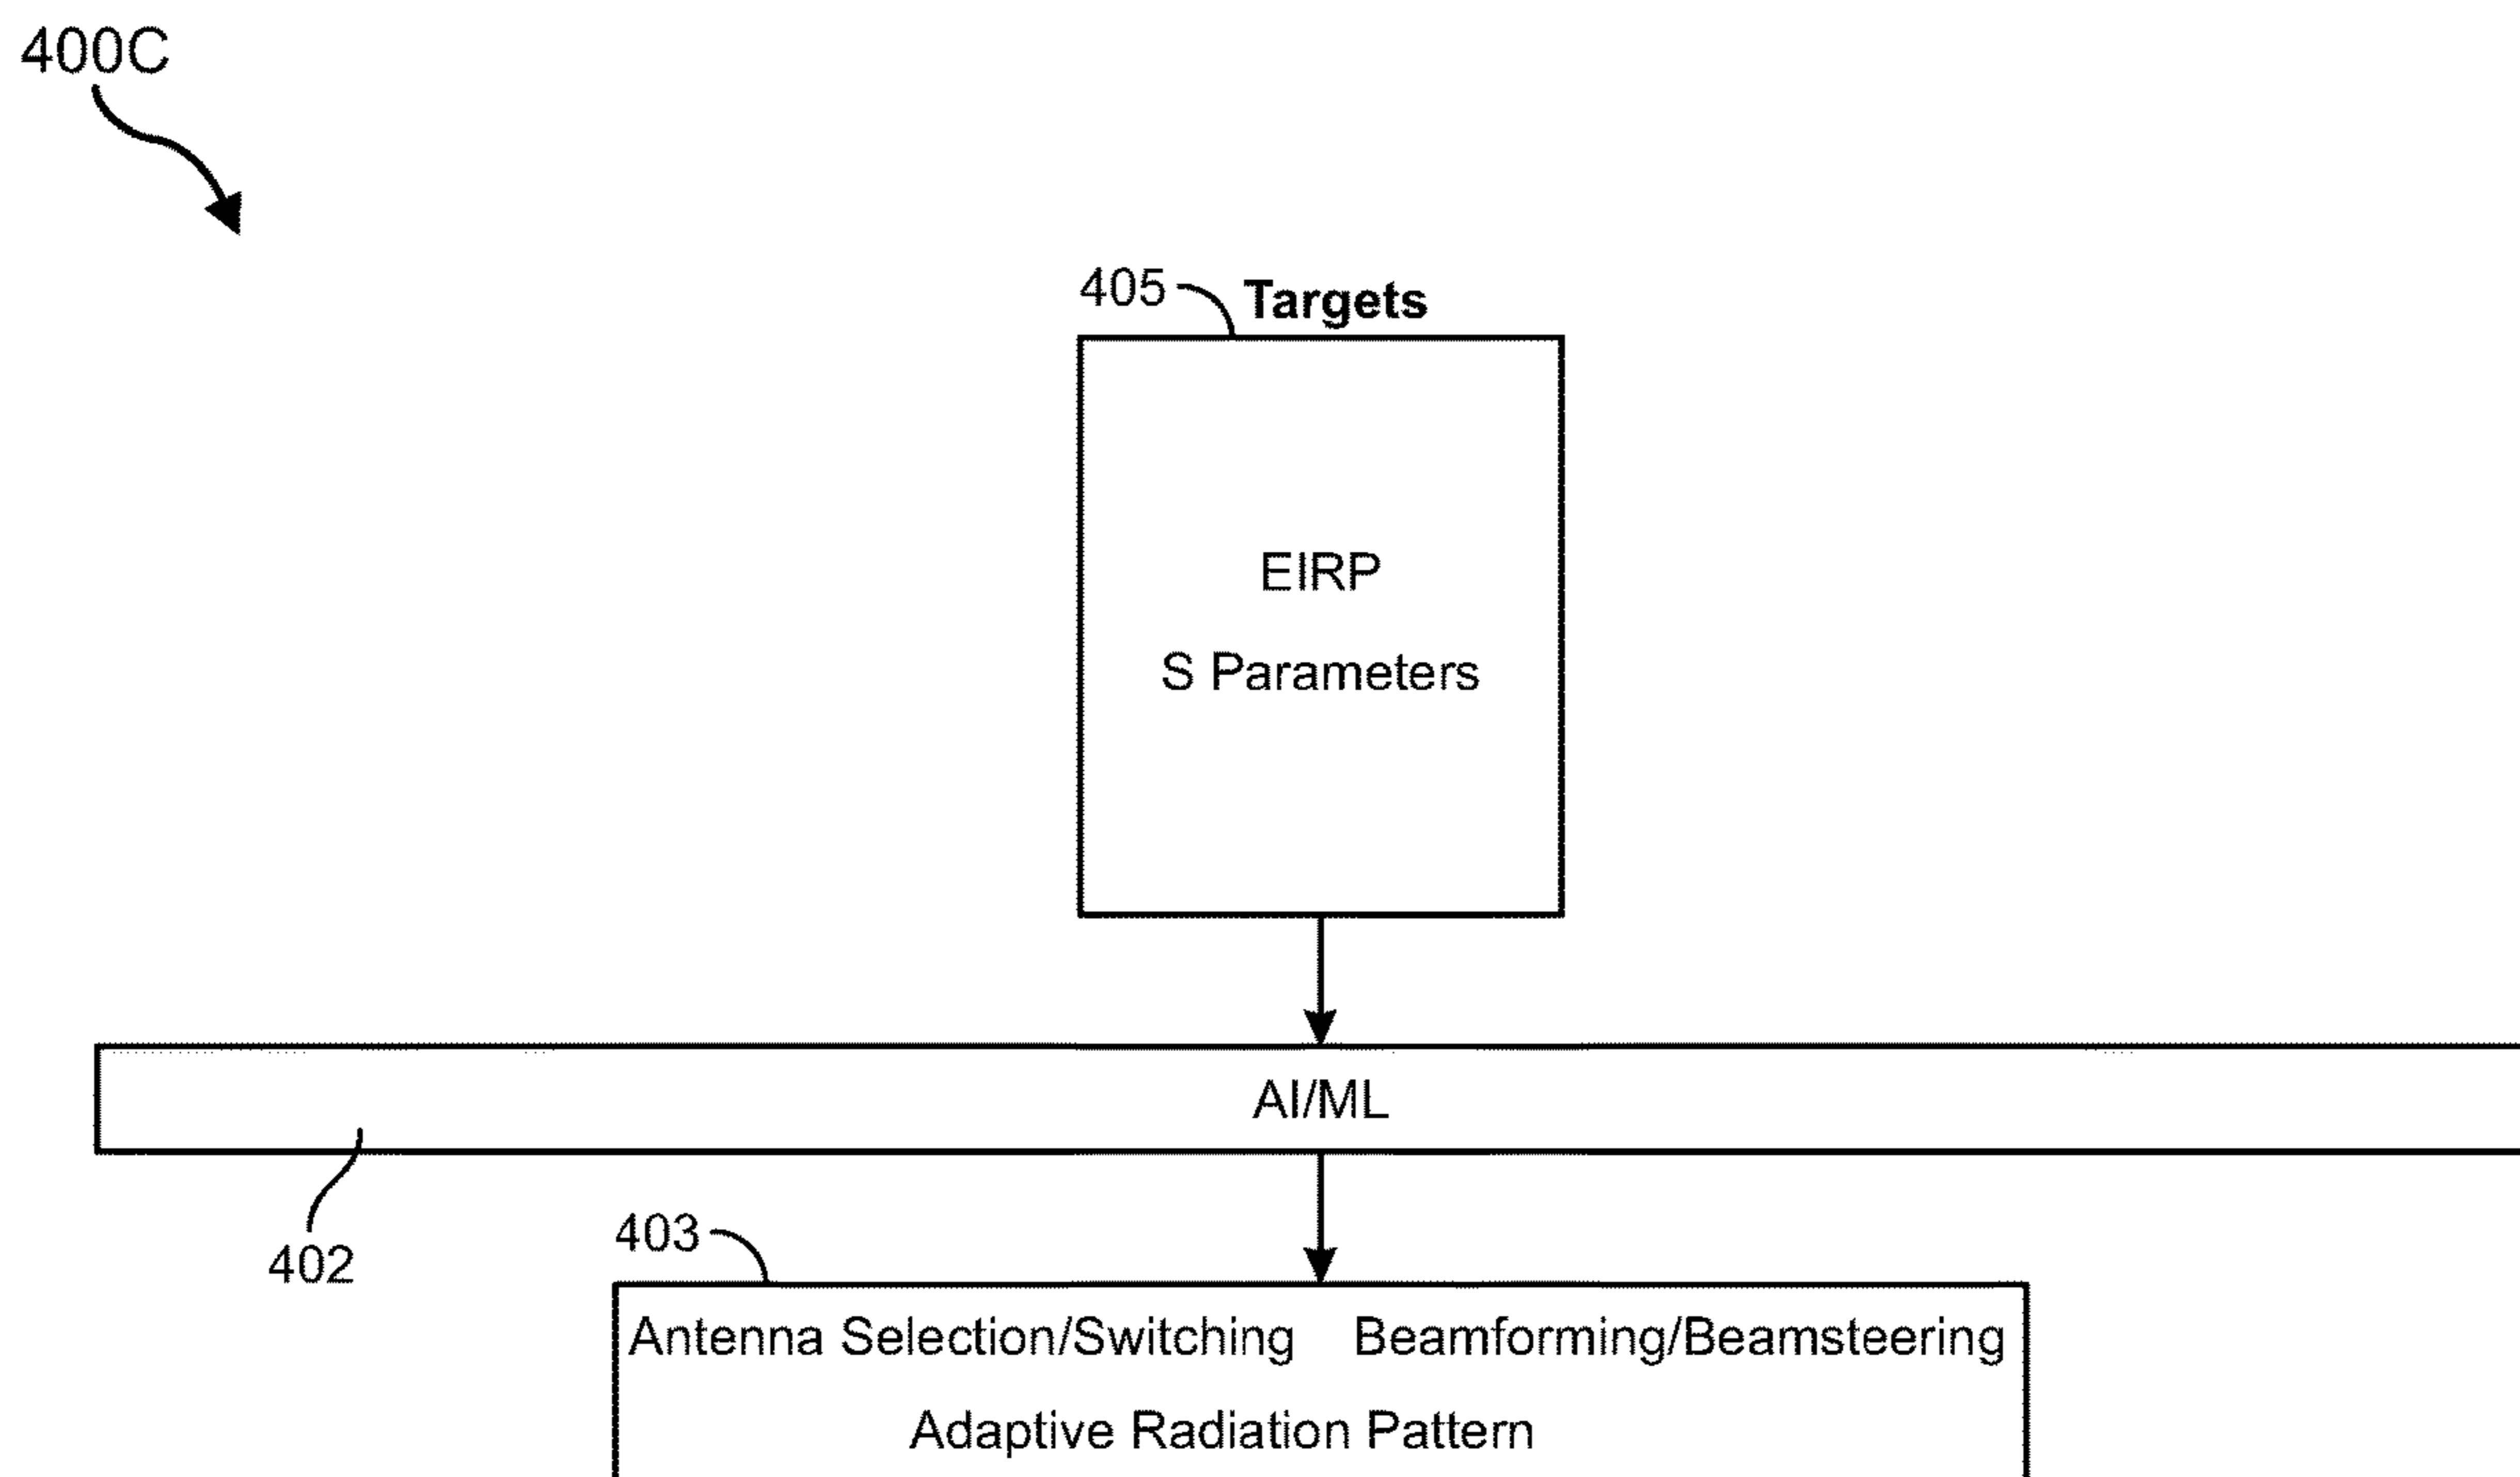 400C
405 Targets
EIRP
S Parameters
AI/ML
402
403
Antenna Selection/Switching Beamforming/Beamsteering
Adaptive Radiation Pattern